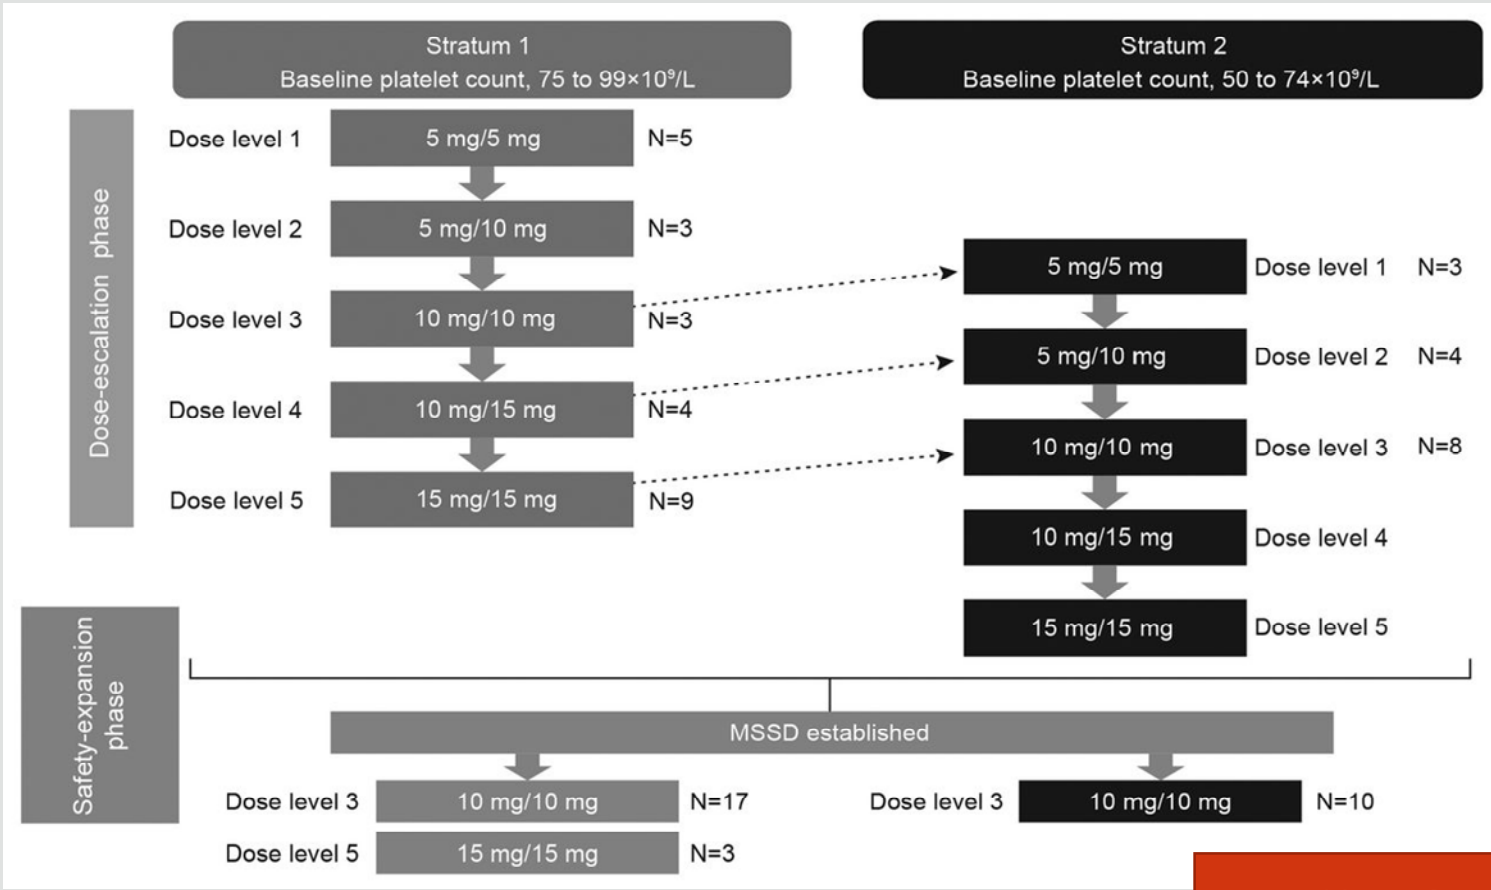 Stratum 1
Baseline platelet count, 75 to 99×10⁹/L
Stratum 2
Baseline platelet count, 50 to 74×10⁹/L
Dose-escalation phase
Dose level 1 5 mg/5 mg N=5
Dose level 2 5 mg/10 mg N=3
Dose level 3 10 mg/10 mg N=3
Dose level 4 10 mg/15 mg N=4
Dose level 5 15 mg/15 mg N=9
5 mg/5 mg Dose level 1 N=3
5 mg/10 mg Dose level 2 N=4
10 mg/10 mg Dose level 3 N=8
10 mg/15 mg Dose level 4
15 mg/15 mg Dose level 5
Safety-expansion
phase
MSSD established
Dose level 3 10 mg/10 mg N=17
Dose level 5 15 mg/15 mg N=3
Dose level 3 10 mg/10 mg N=10